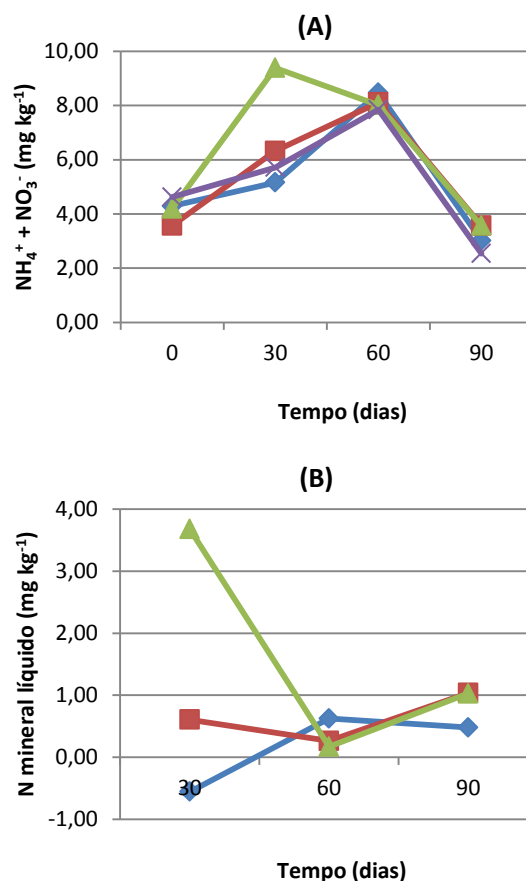 (A)
NH₄⁺ + NO₃⁻ (mg kg⁻¹)
10,00
8,00
6,00
4,00
2,00
0,00
0 30 60 90
Tempo (dias)
(B)
N mineral líquido (mg kg⁻¹)
4,00
3,00
2,00
1,00
0,00
-1,00
30 60 90
Tempo (dias)